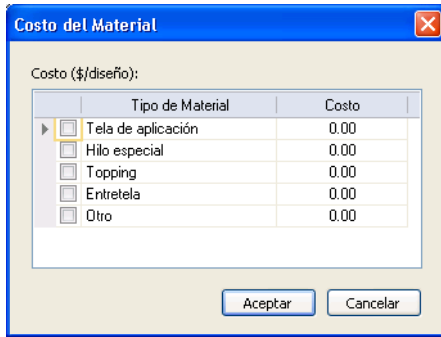 Costo del Material
Costo ($/diseño):
Tipo de Material Costo
Tela de aplicación 0.00
Hilo especial 0.00
Topping 0.00
Entretela 0.00
Otro 0.00
Aceptar Cancelar